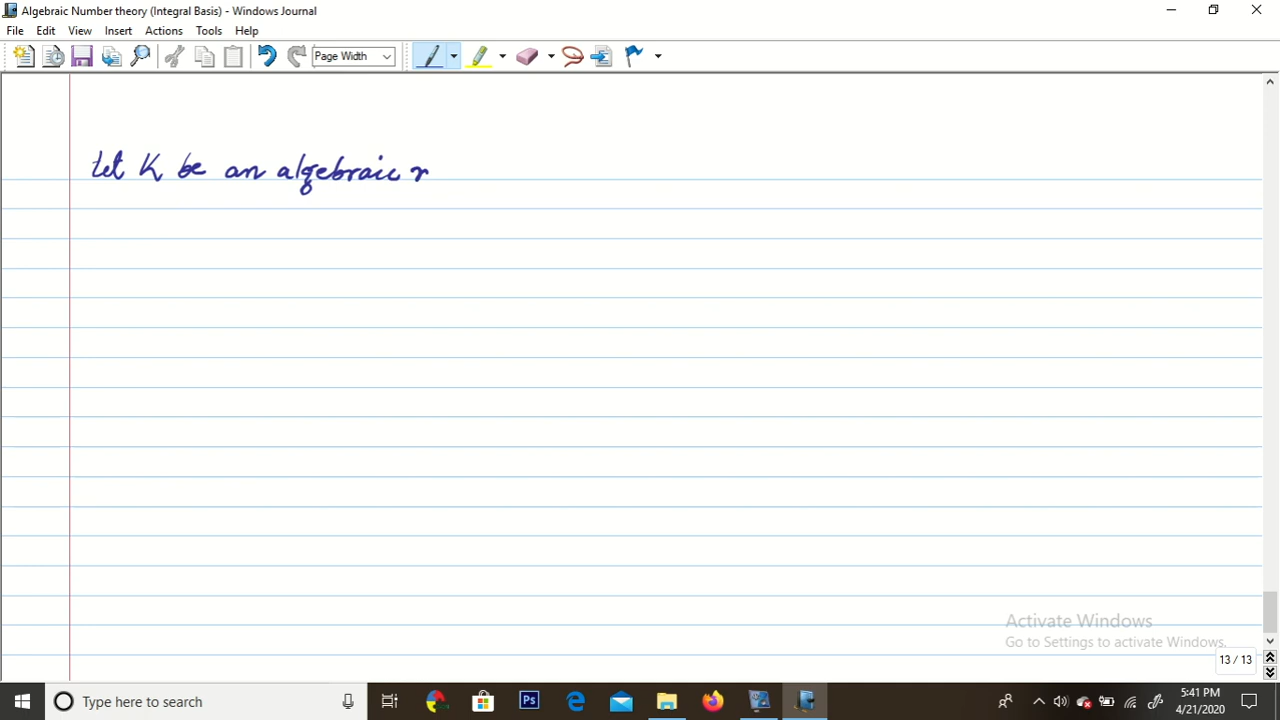 Algebraic Number theory (Integral Basis) - Windows Journal
File Edit View Insert Actions Tools Help
Page Width
Let K be an algebraic n
Activate Windows
Go to Settings to activate Windows.
13 / 13
Type here to search
Ps
5:41 PM
4/21/2020